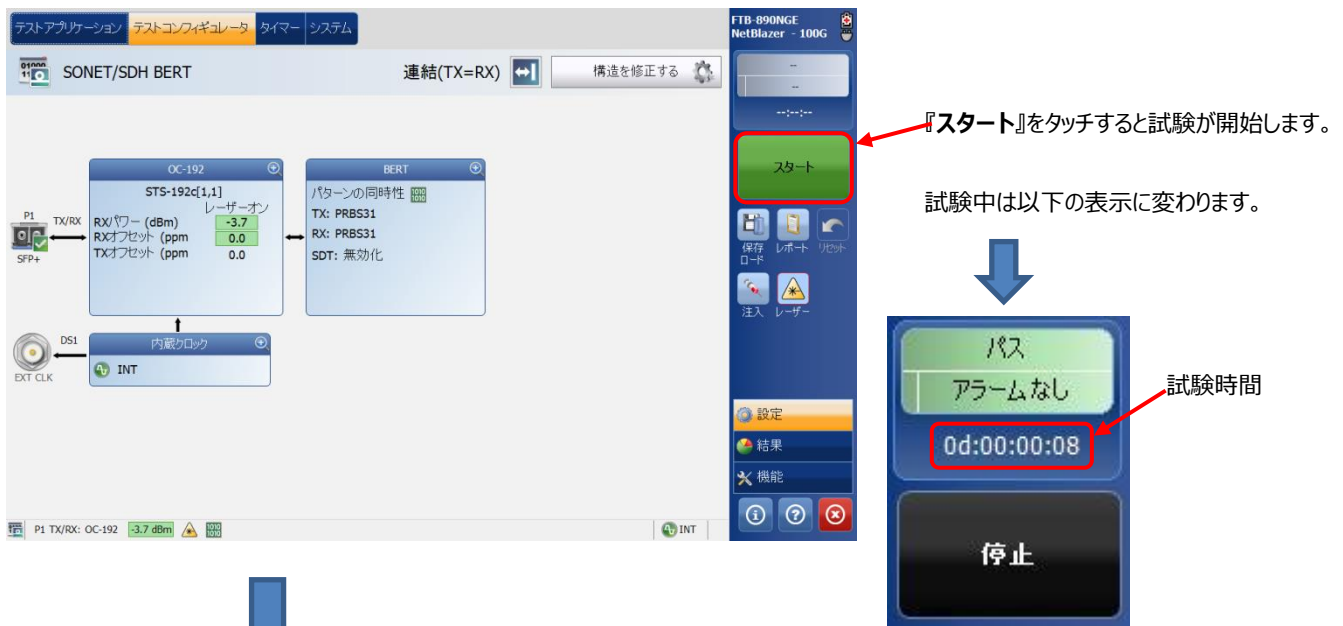 テストアプリケーション テストコンフィギュレータ タイマー システム
FTB-890NGE
NetBlazer - 100G
SONET/SDH BERT
連結(TX=RX)
構造を修正する
--
--
--:--:--
スタート
『スタート』をタッチすると試験が開始します。
試験中は以下の表示に変わります。
OC-192
STS-192c[1,1]
レーザーオン
RXパワー (dBm) -3.7
RXオフセット (ppm 0.0
TXオフセット (ppm 0.0
BERT
パターンの同時性
TX: PRBS31
RX: PRBS31
SDT: 無効化
P1 TX/RX
SFP+
DS1
EXT CLK
内蔵クロック
INT
保存
ロード
レポート
リセット
注入
レーザー
設定
結果
機能
P1 TX/RX: OC-192 -3.7 dBm
INT
パス
アラームなし
0d:00:00:08
試験時間
停止